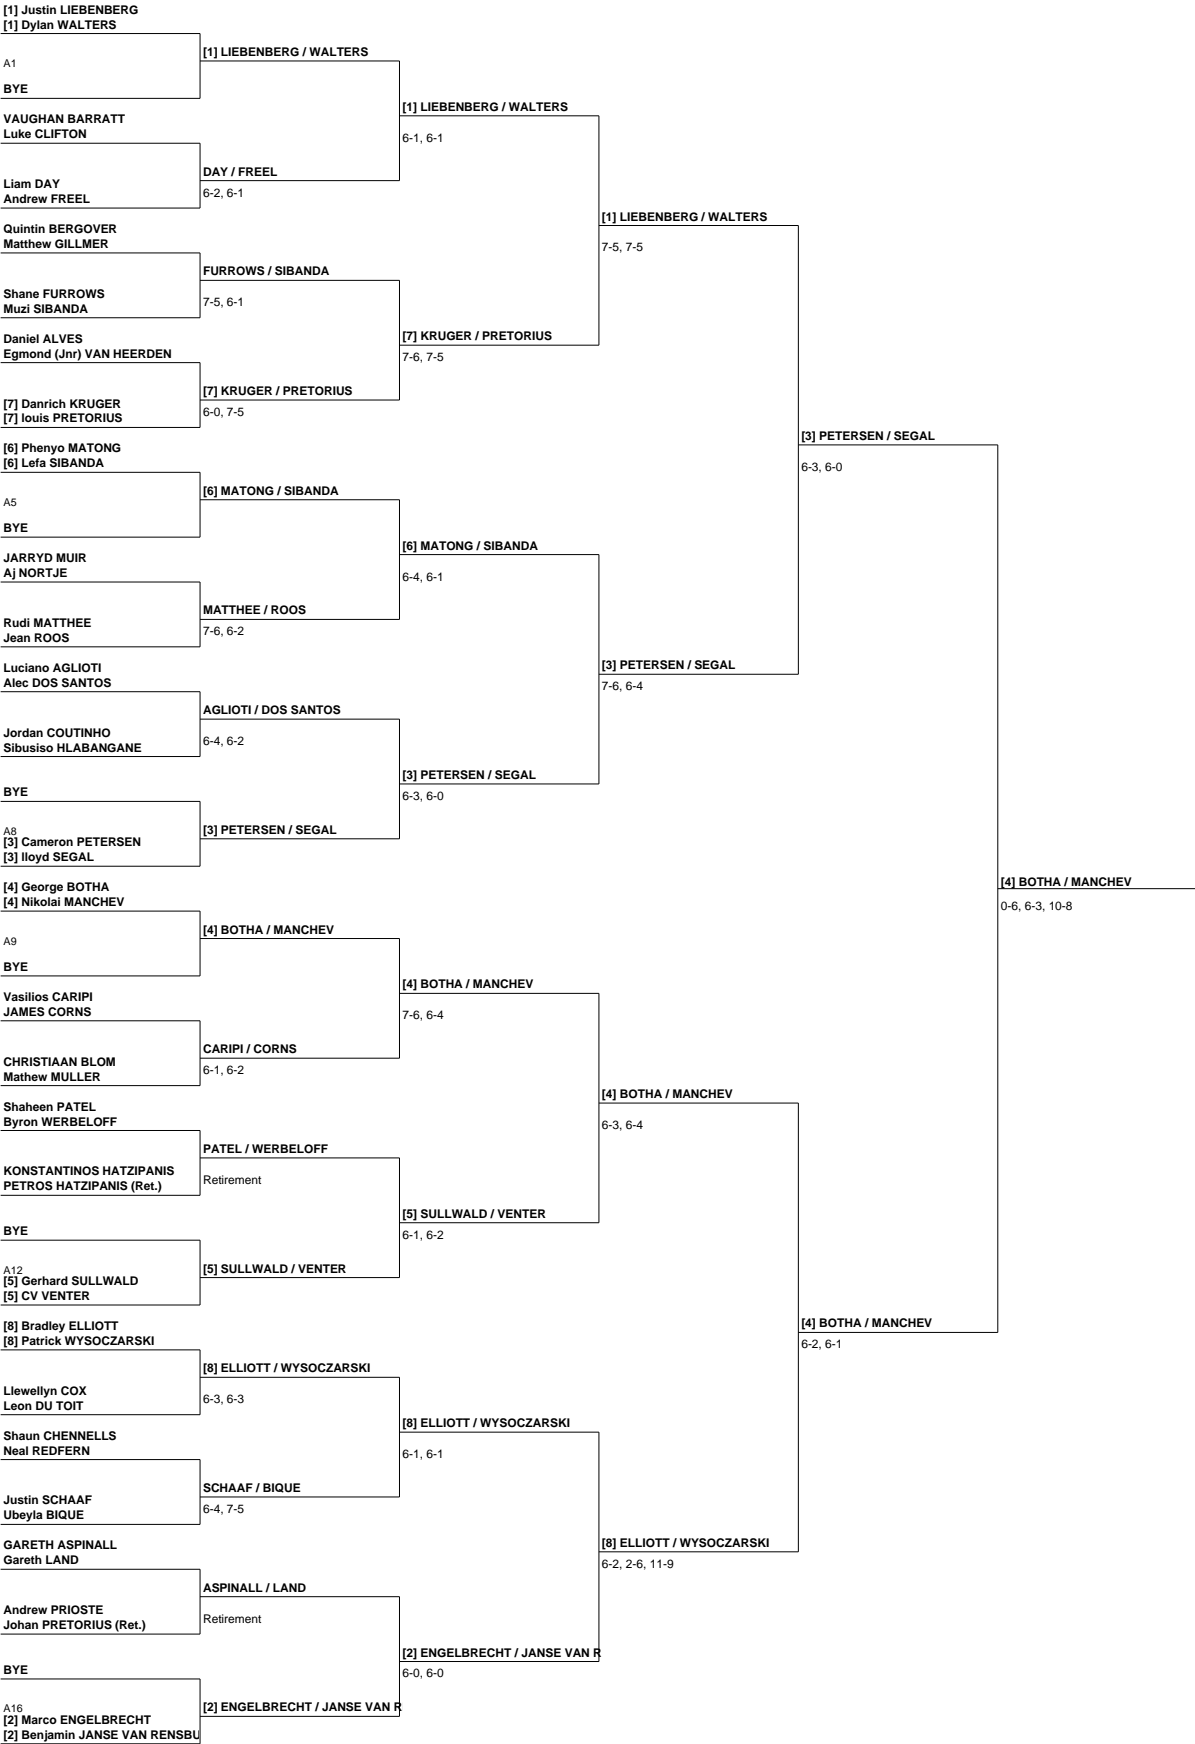 [1] Justin LIEBENBERG
[1] Dylan WALTERS
[1] LIEBENBERG / WALTERS
A1
BYE
[1] LIEBENBERG / WALTERS
VAUGHAN BARRATT
Luke CLIFTON
6-1, 6-1
DAY / FREEL
Liam DAY
6-2, 6-1
Andrew FREEL
[1] LIEBENBERG / WALTERS
Quintin BERGOVER
Matthew GILLMER
7-5, 7-5
FURROWS / SIBANDA
Shane FURROWS
7-5, 6-1
Muzi SIBANDA
[7] KRUGER / PRETORIUS
Daniel ALVES
Egmond (Jnr) VAN HEERDEN
7-6, 7-5
[7] KRUGER / PRETORIUS
[7] Danrich KRUGER
6-0, 7-5
[7] louis PRETORIUS
[3] PETERSEN / SEGAL
[6] Phenyo MATONG
[6] Lefa SIBANDA
6-3, 6-0
[6] MATONG / SIBANDA
A5
BYE
[6] MATONG / SIBANDA
JARRYD MUIR
Aj NORTJE
6-4, 6-1
MATTHEE / ROOS
Rudi MATTHEE
7-6, 6-2
Jean ROOS
[3] PETERSEN / SEGAL
Luciano AGLIOTI
Alec DOS SANTOS
7-6, 6-4
AGLIOTI / DOS SANTOS
Jordan COUTINHO
6-4, 6-2
Sibusiso HLABANGANE
[3] PETERSEN / SEGAL
BYE
6-3, 6-0
[3] PETERSEN / SEGAL
A8
[3] Cameron PETERSEN
[3] lloyd SEGAL
[4] BOTHA / MANCHEV
[4] George BOTHA
[4] Nikolai MANCHEV
0-6, 6-3, 10-8
[4] BOTHA / MANCHEV
A9
BYE
[4] BOTHA / MANCHEV
Vasilios CARIPI
JAMES CORNS
7-6, 6-4
CARIPI / CORNS
CHRISTIAAN BLOM
6-1, 6-2
Mathew MULLER
[4] BOTHA / MANCHEV
Shaheen PATEL
Byron WERBELOFF
6-3, 6-4
PATEL / WERBELOFF
KONSTANTINOS HATZIPANIS
Retirement
PETROS HATZIPANIS (Ret.)
[5] SULLWALD / VENTER
BYE
6-1, 6-2
[5] SULLWALD / VENTER
A12
[5] Gerhard SULLWALD
[5] CV VENTER
[4] BOTHA / MANCHEV
[8] Bradley ELLIOTT
[8] Patrick WYSOCZARSKI
6-2, 6-1
[8] ELLIOTT / WYSOCZARSKI
Llewellyn COX
6-3, 6-3
Leon DU TOIT
[8] ELLIOTT / WYSOCZARSKI
Shaun CHENNELLS
Neal REDFERN
6-1, 6-1
SCHAAF / BIQUE
Justin SCHAAF
6-4, 7-5
Ubeyla BIQUE
[8] ELLIOTT / WYSOCZARSKI
GARETH ASPINALL
Gareth LAND
6-2, 2-6, 11-9
ASPINALL / LAND
Andrew PRIOSTE
Retirement
Johan PRETORIUS (Ret.)
[2] ENGELBRECHT / JANSE VAN R
BYE
6-0, 6-0
[2] ENGELBRECHT / JANSE VAN R
A16
[2] Marco ENGELBRECHT
[2] Benjamin JANSE VAN RENSBU